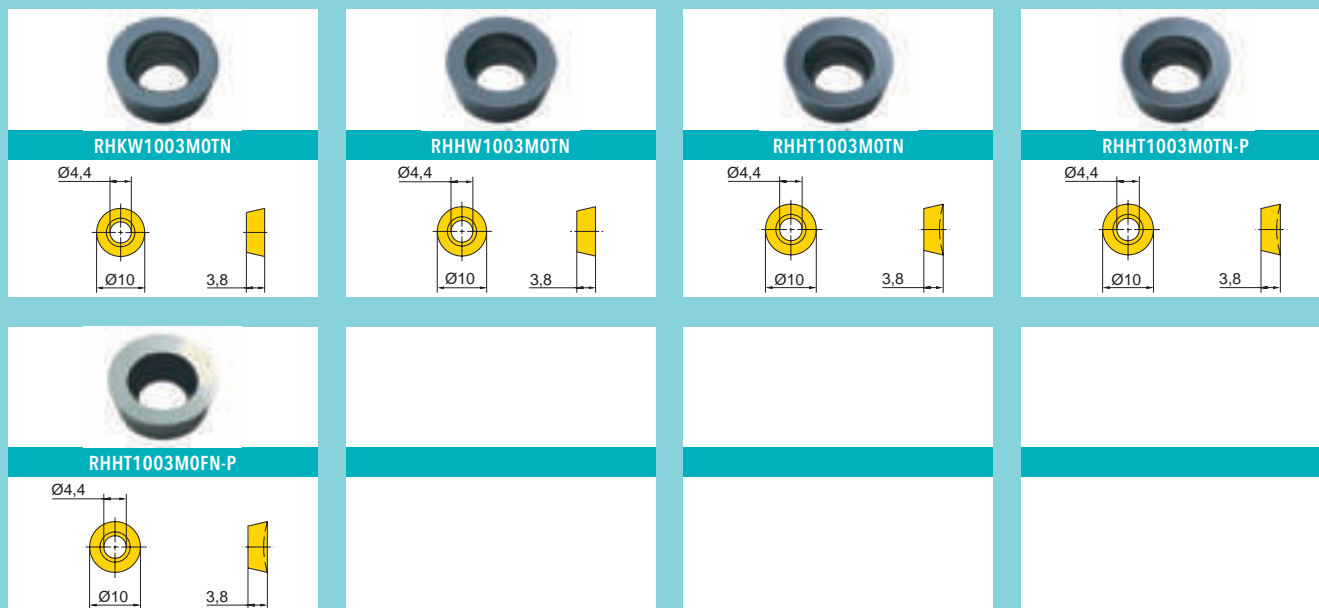 RHKW1003M0TN
Ø4,4
Ø10
3,8
RHHW1003M0TN
Ø4,4
Ø10
3,8
RHHT1003M0TN
Ø4,4
Ø10
3,8
RHHT1003M0TN-P
Ø4,4
Ø10
3,8
RHHT1003M0FN-P
Ø4,4
Ø10
3,8